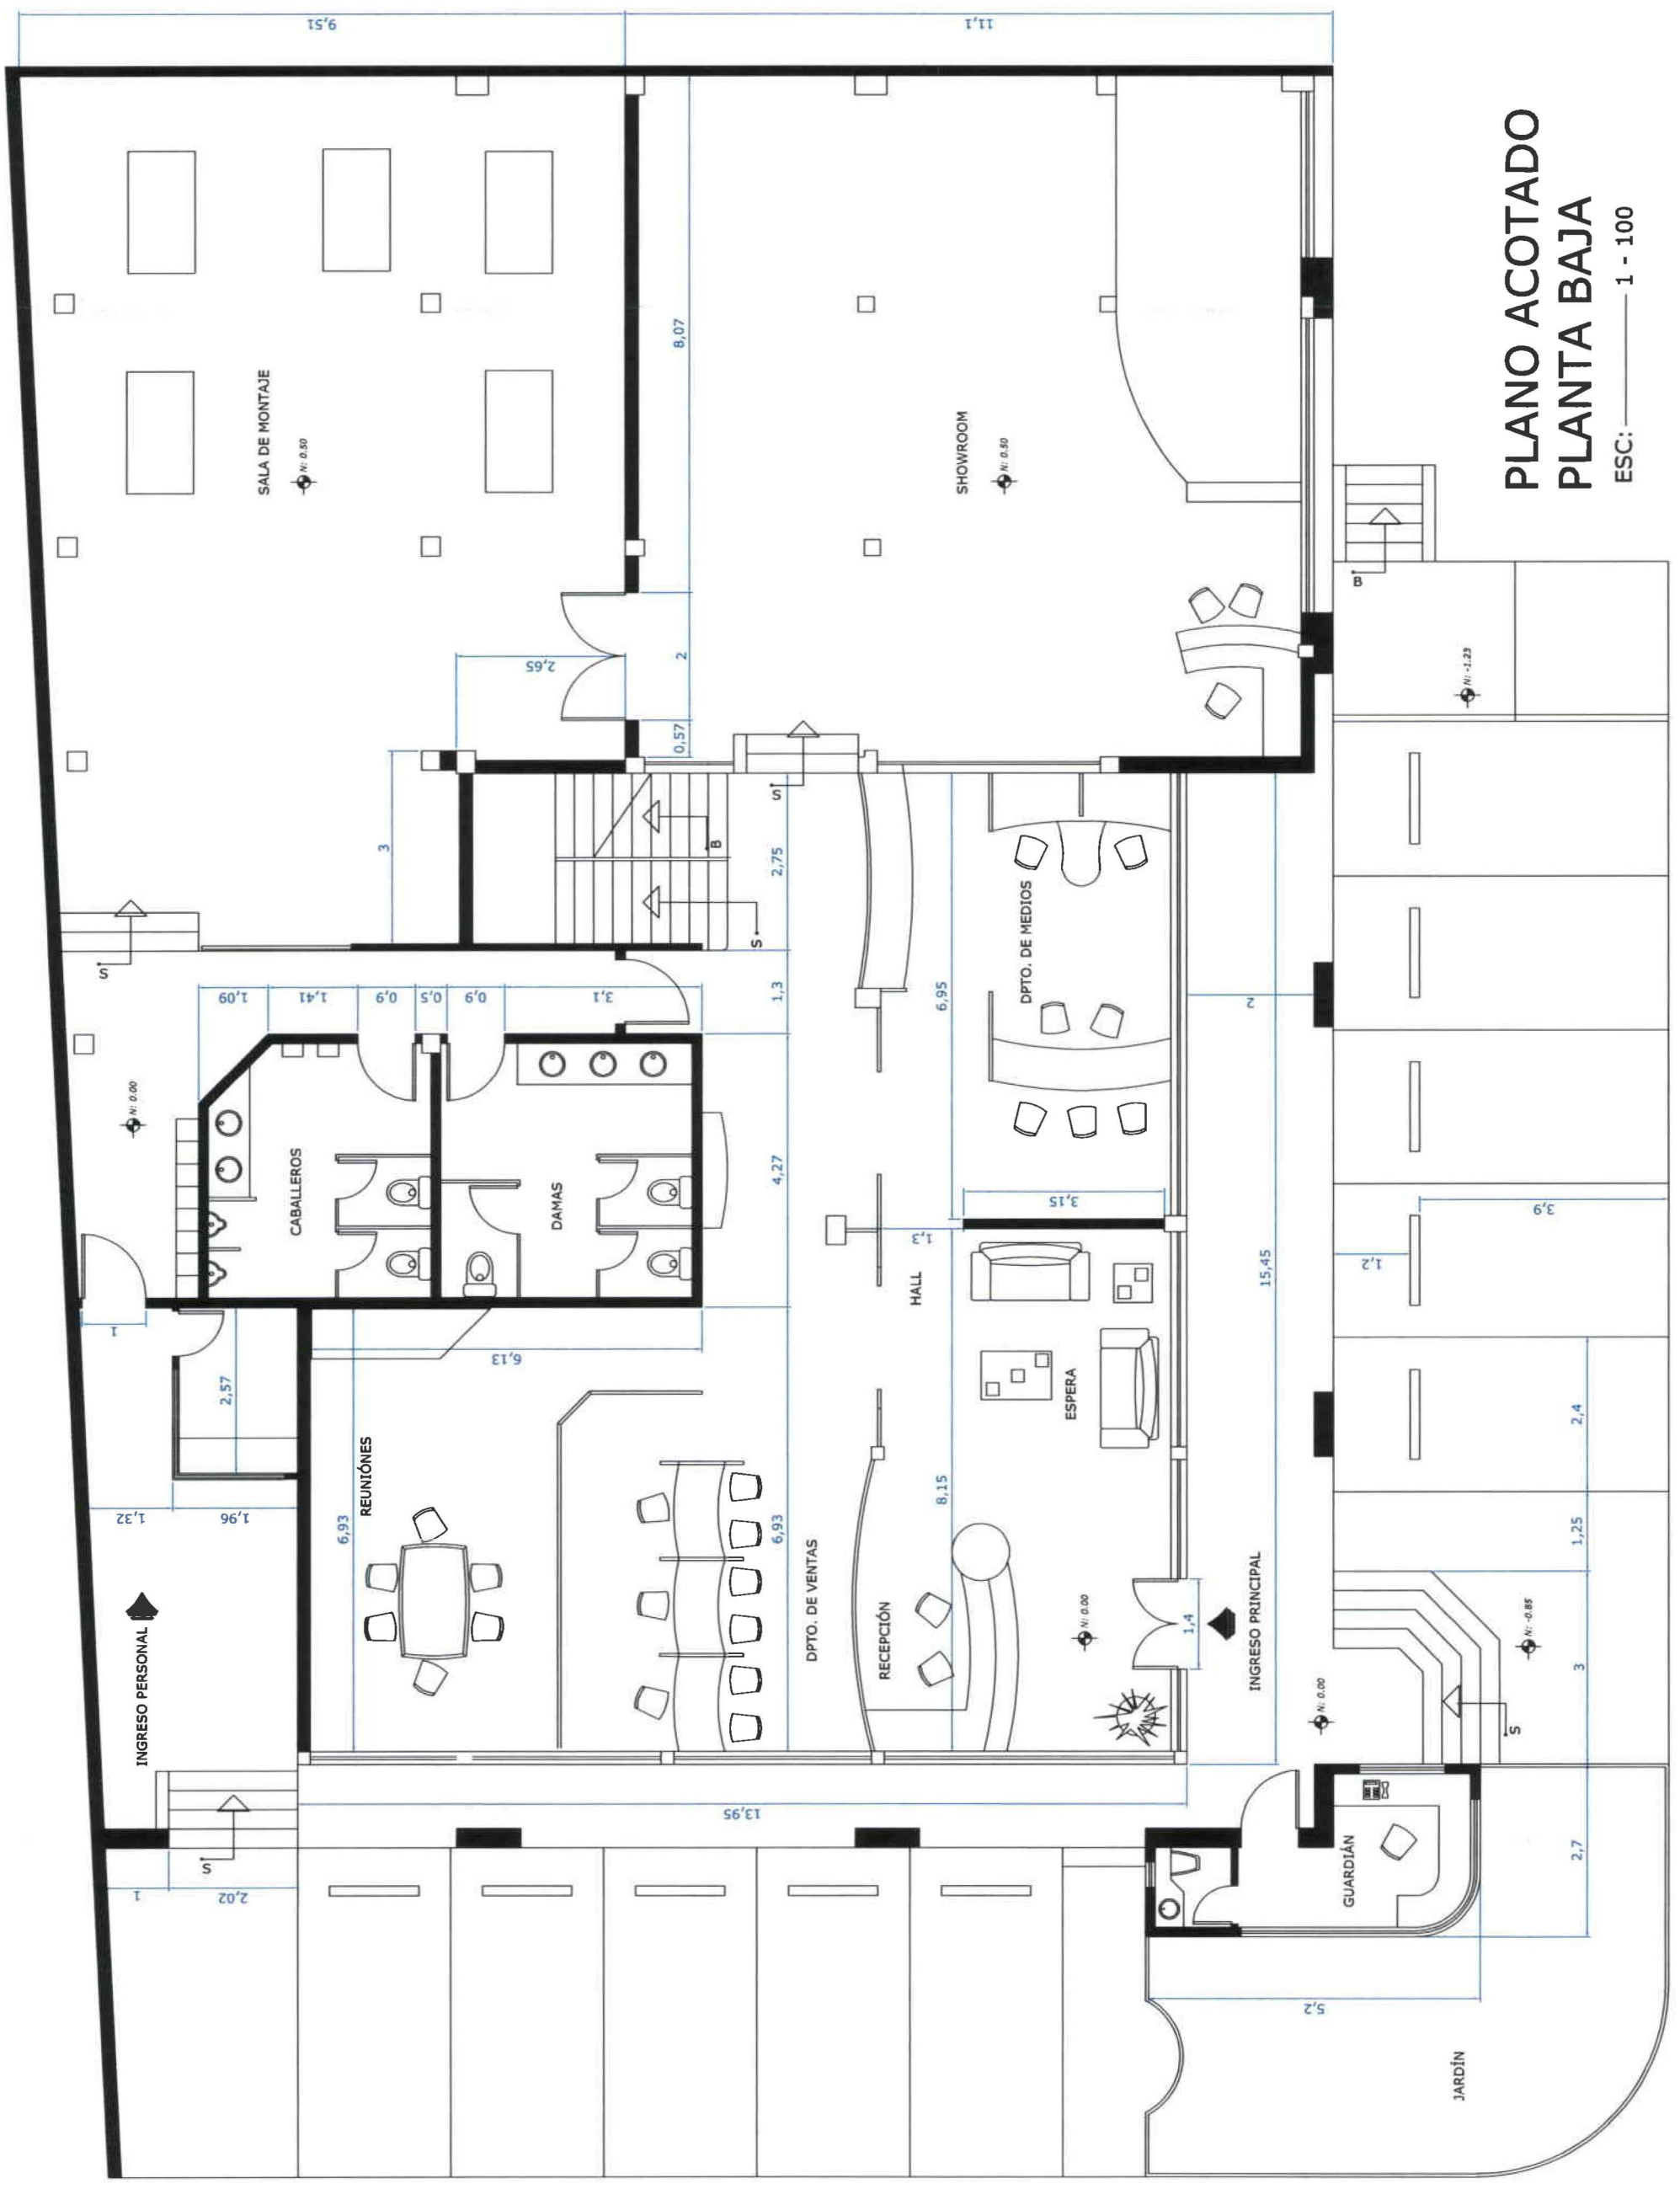 9,51
11,1
SALA DE MONTAJE
N: 0.50
8,07
SHOWROOM
N: 0.50
2,65
2
0,57
3
S
B
S
S
2,75
1,3
4,27
6,93
1,09
1,41
0,9
0,5
0,9
3,1
N: 0.00
CABALLEROS
DAMAS
1
2,57
1,32
1,96
6,13
REUNIÓNES
6,93
INGRESO PERSONAL
DPTO. DE VENTAS
HALL
1,3
3,15
6,95
DPTO. DE MEDIOS
2
8,15
ESPERA
RECEPCIÓN
N: 0.00
1,4
15,45
INGRESO PRINCIPAL
N: 0.00
13,95
S
1
2,02
GUARDIÁN
5,2
JARDÍN
2,7
3
1,25
2,4
N: -0.85
S
1,2
3,9
N: -1.23
B
PLANO ACOTADO
PLANTA BAJA
ESC: 1 - 100